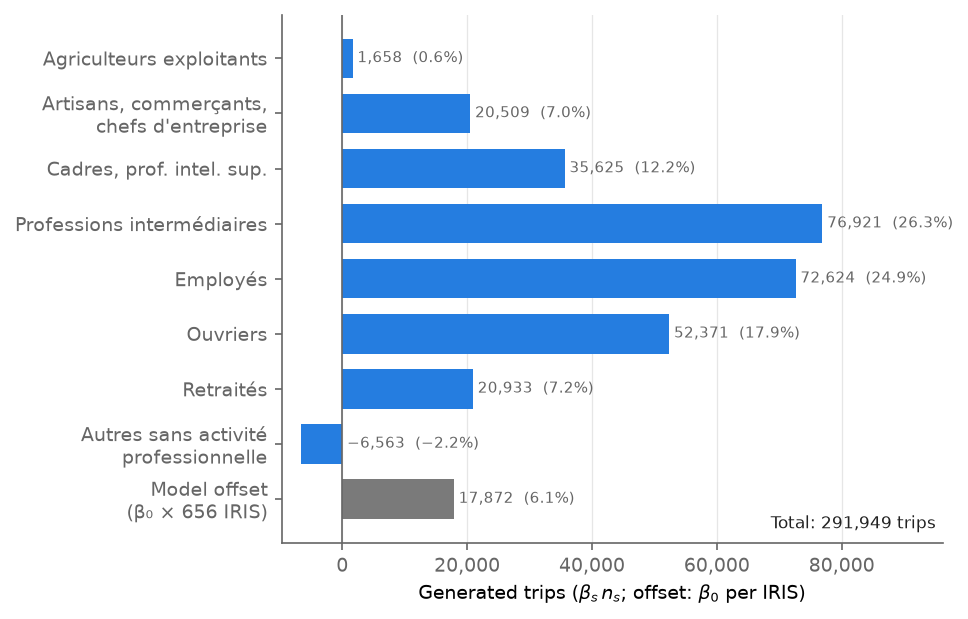 Agriculteurs exploitants
1,658 (0.6%)
Artisans, commerçants,
chefs d'entreprise
20,509 (7.0%)
Cadres, prof. intel. sup.
35,625 (12.2%)
Professions intermédiaires
76,921 (26.3%)
Employés
72,624 (24.9%)
Ouvriers
52,371 (17.9%)
Retraités
20,933 (7.2%)
Autres sans activité
professionnelle
−6,563 (−2.2%)
Model offset
(β₀ × 656 IRIS)
17,872 (6.1%)
Total: 291,949 trips
0 20,000 40,000 60,000 80,000
Generated trips (βₛ nₛ; offset: β₀ per IRIS)